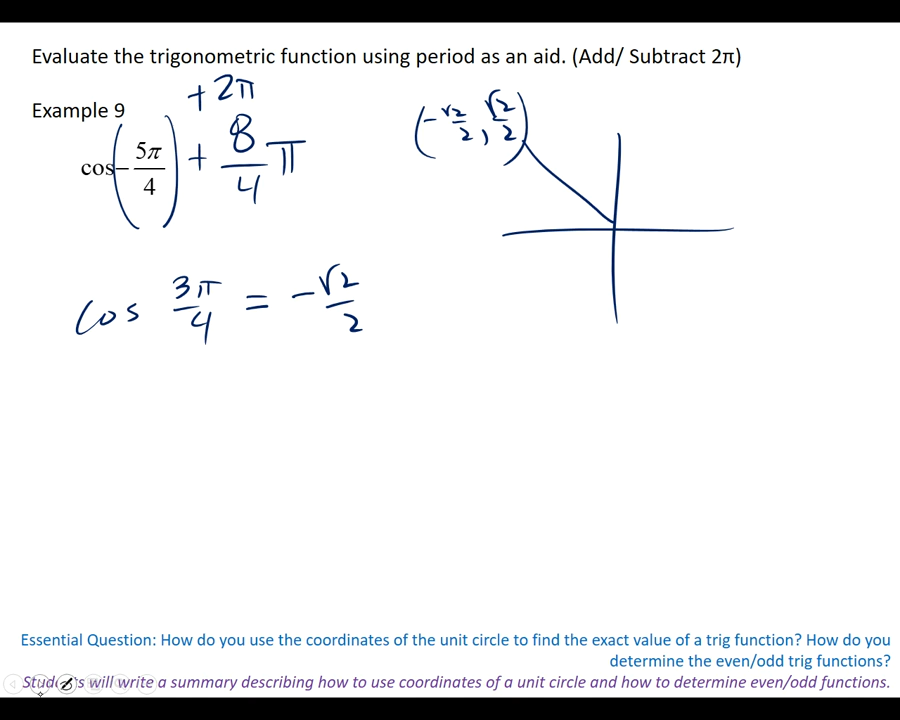 Evaluate the trigonometric function using period as an aid. (Add/ Subtract 2π)
Example 9
+ 2π
cos(-5π/4) + 8/4 π
(-√2/2, √2/2)
cos 3π/4 = -√2/2
Essential Question: How do you use the coordinates of the unit circle to find the exact value of a trig function? How do you
determine the even/odd trig functions?
will write a summary describing how to use coordinates of a unit circle and how to determine even/odd functions.